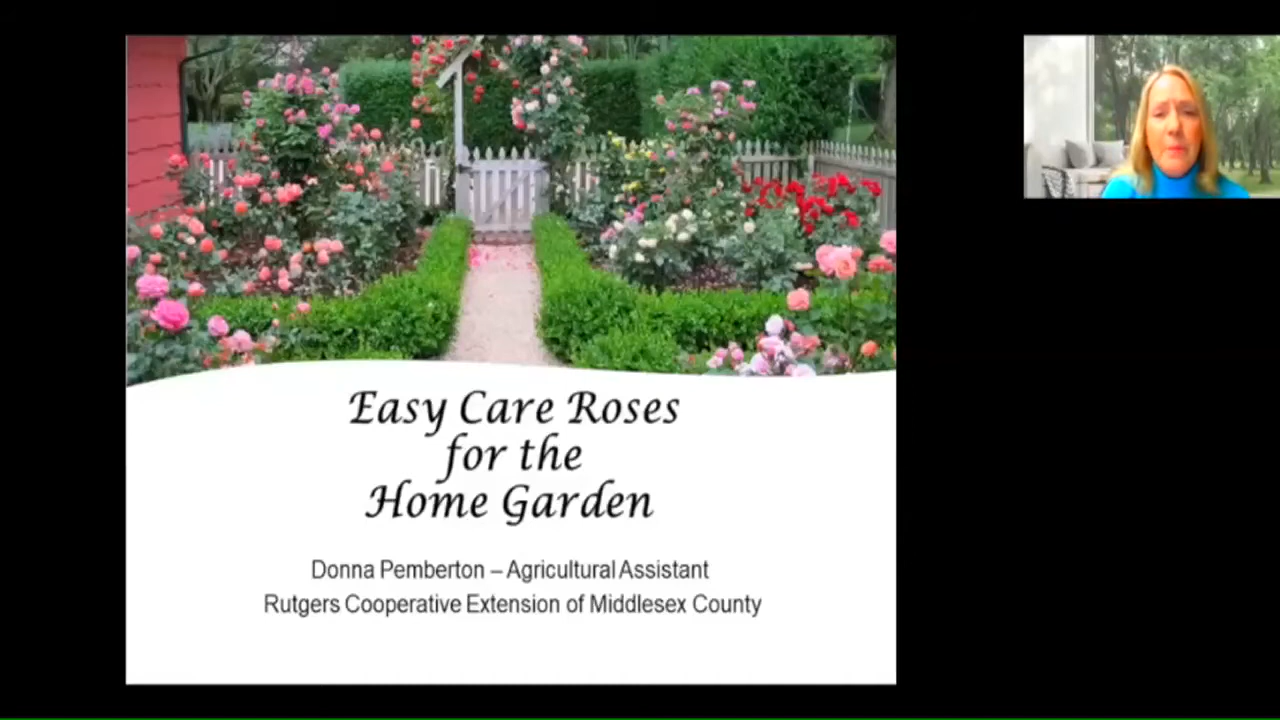 Easy Care Roses
for the
Home Garden
Donna Pemberton – Agricultural Assistant
Rutgers Cooperative Extension of Middlesex County